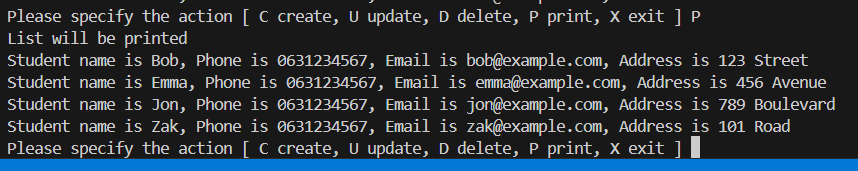 Please specify the action [ C create, U update, D delete, P print, X exit ] P
List will be printed
Student name is Bob, Phone is 0631234567, Email is bob@example.com, Address is 123 Street
Student name is Emma, Phone is 0631234567, Email is emma@example.com, Address is 456 Avenue
Student name is Jon, Phone is 0631234567, Email is jon@example.com, Address is 789 Boulevard
Student name is Zak, Phone is 0631234567, Email is zak@example.com, Address is 101 Road
Please specify the action [ C create, U update, D delete, P print, X exit ]